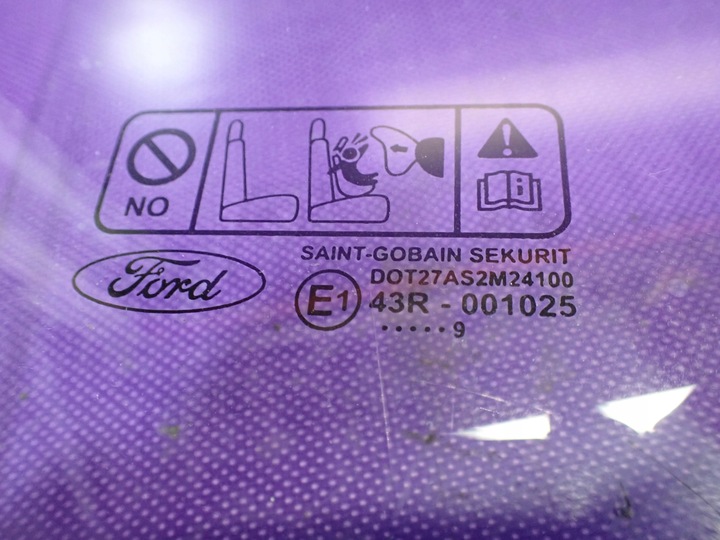 NO
Ford
SAINT-GOBAIN SEKURIT
DOT27AS2M24100
E1 43R - 001025
.....9